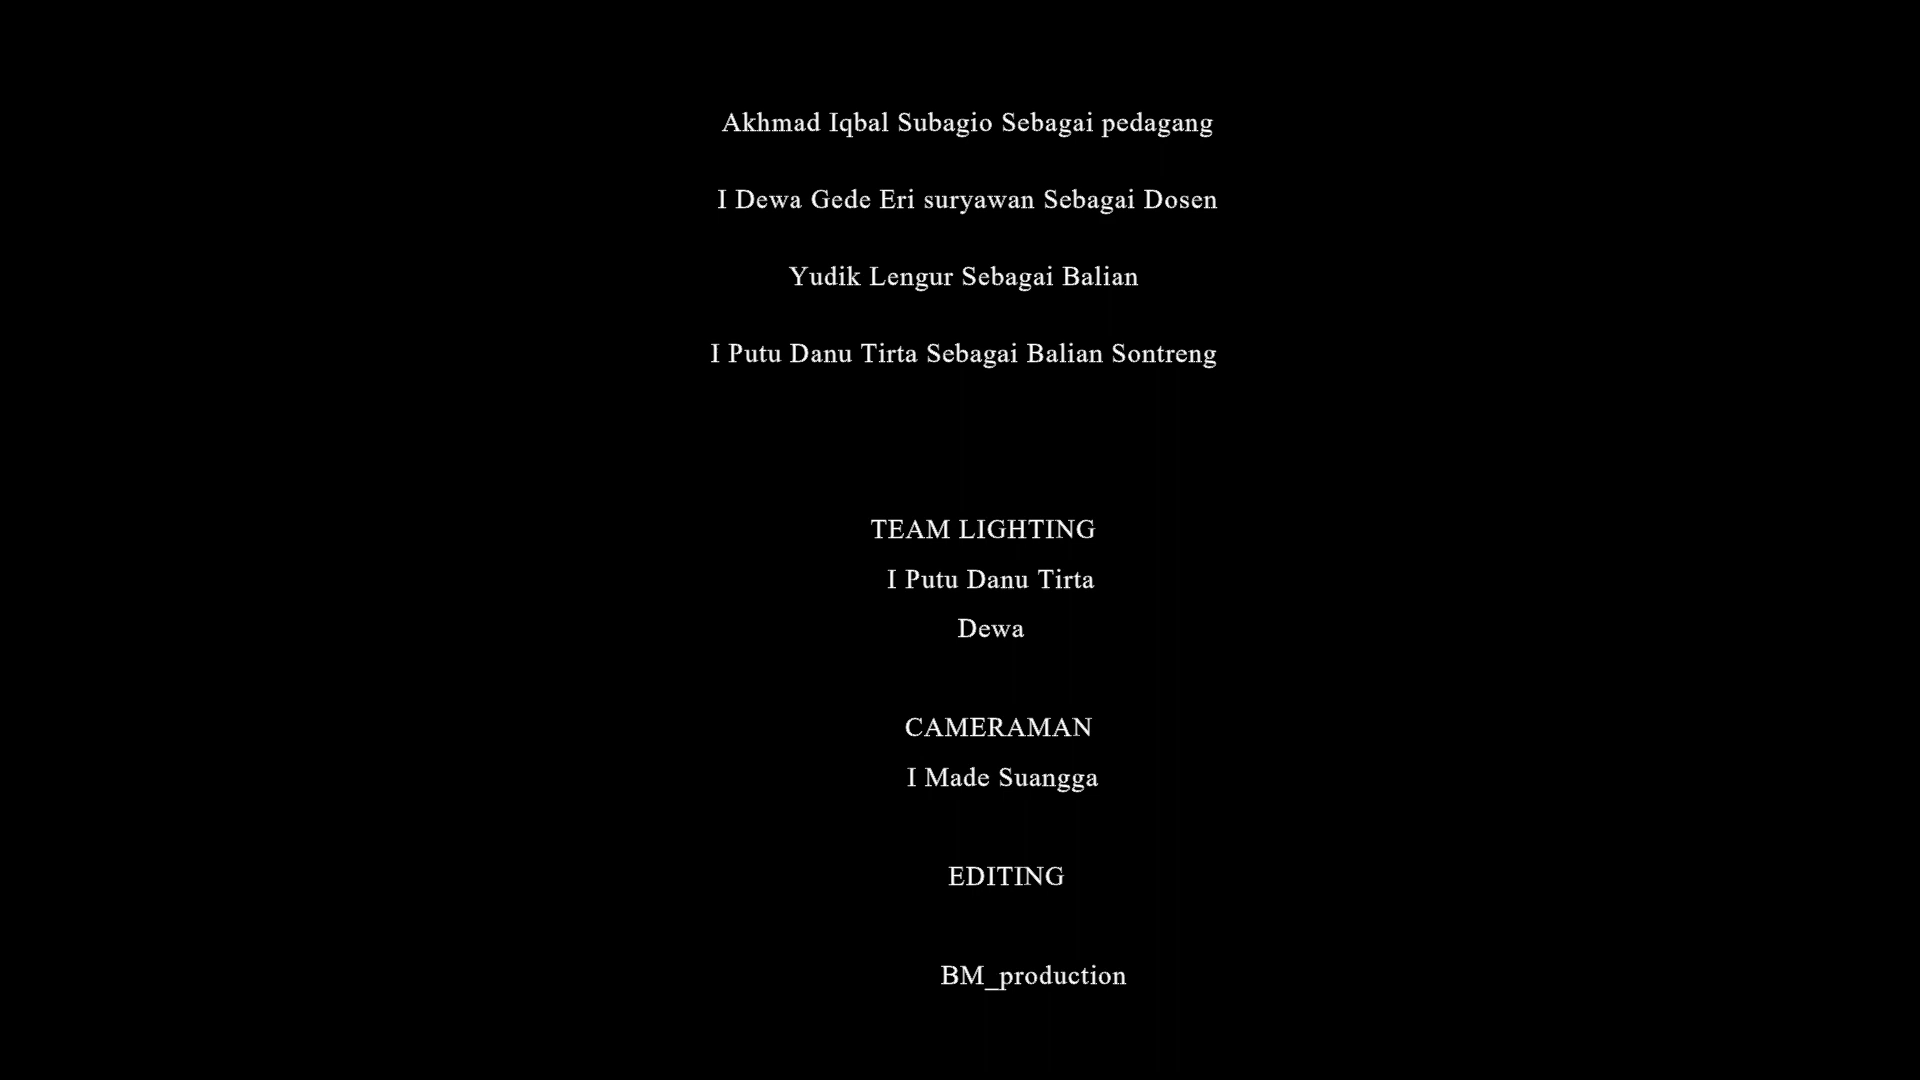 Akhmad Iqbal Subagio Sebagai pedagang
I Dewa Gede Eri suryawan Sebagai Dosen
Yudik Lengur Sebagai Balian
I Putu Danu Tirta Sebagai Balian Sontreng
TEAM LIGHTING
I Putu Danu Tirta
Dewa
CAMERAMAN
I Made Suangga
EDITING
BM_production